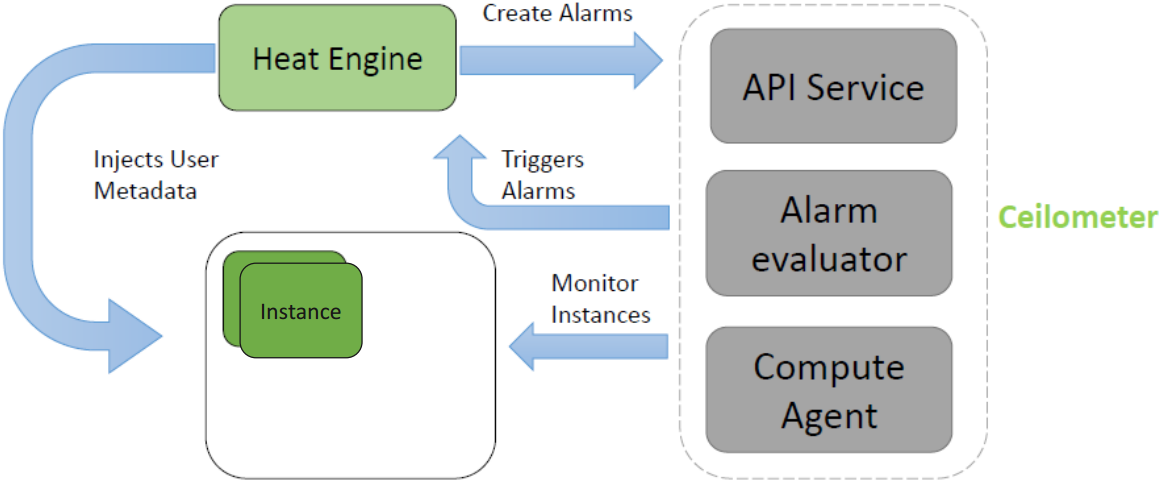 Create Alarms
Heat Engine
API Service
Injects User
Metadata
Triggers
Alarms
Alarm
evaluator
Ceilometer
Monitor
Instances
Instance
Compute
Agent